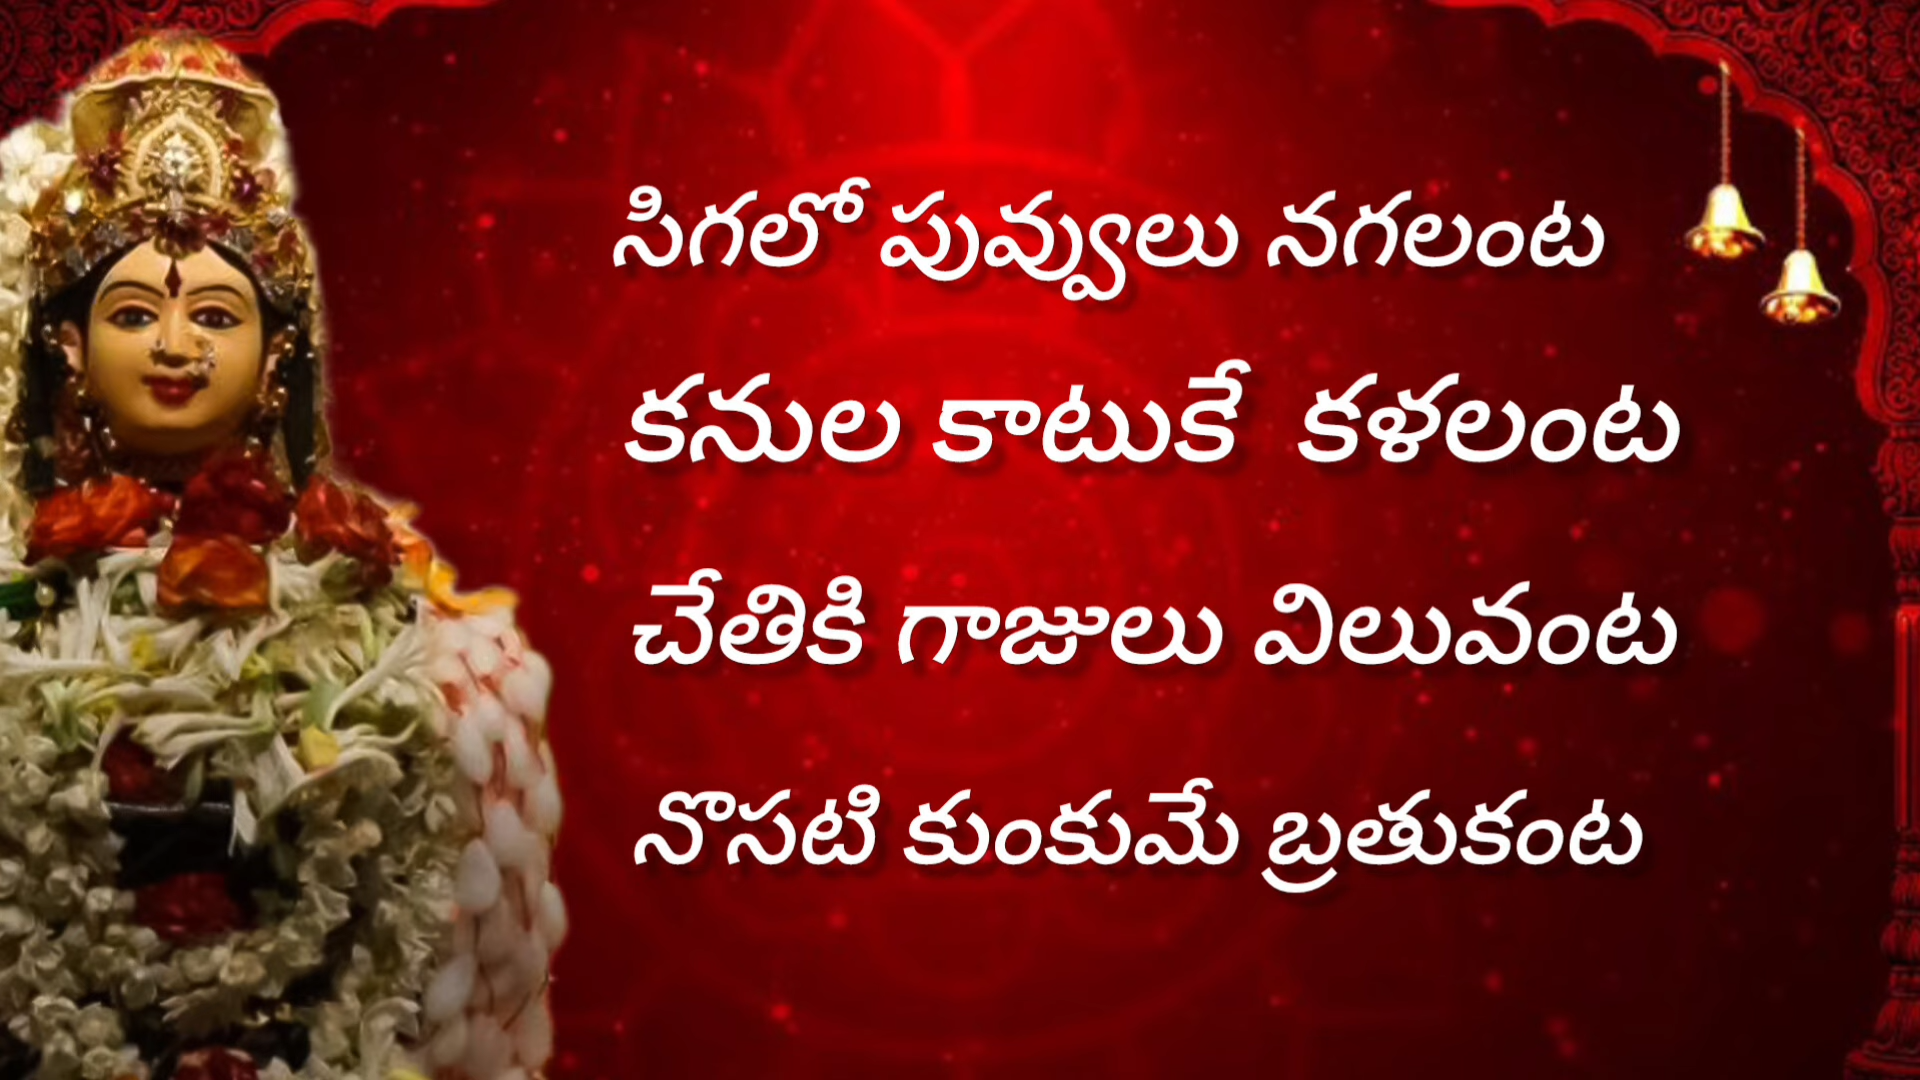 సిగలో పువ్వులు నగలంట
కనుల కాటుకే కళలంట
చేతికి గాజులు విలువంట
నొసటి కుంకుమే బ్రతుకంట